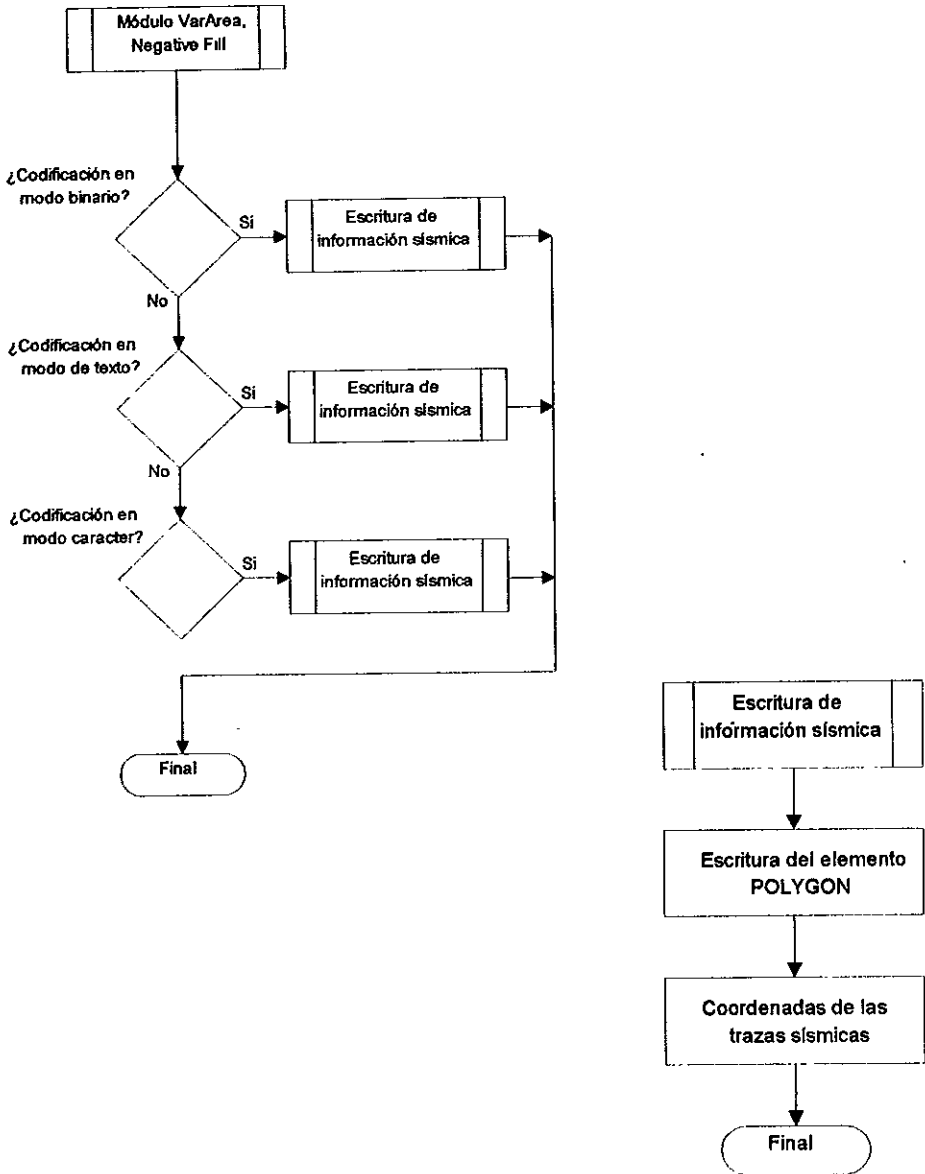 Módulo VarArea,
Negative Fill
¿Codificación en
modo binario?
Si
Escritura de
información sísmica
No
¿Codificación en
modo de texto?
Si
Escritura de
información sísmica
No
¿Codificación en
modo caracter?
Si
Escritura de
información sísmica
Final
Escritura de
información sísmica
Escritura del elemento
POLYGON
Coordenadas de las
trazas sísmicas
Final